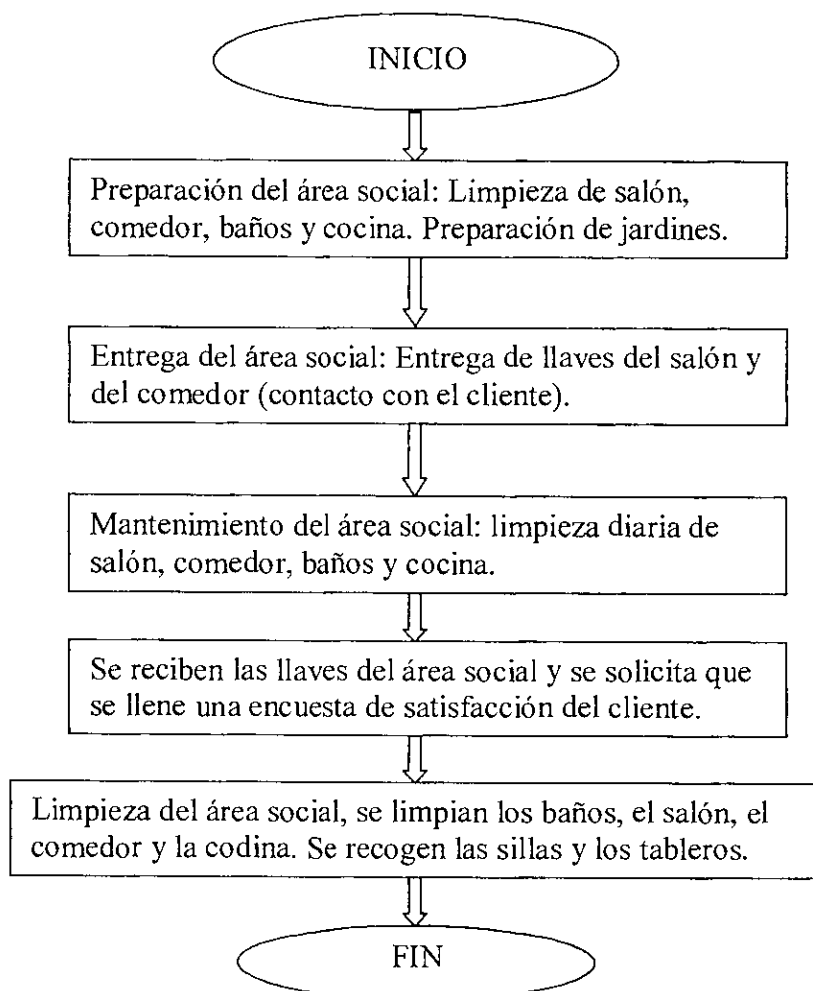 INICIO
Preparación del área social: Limpieza de salón,
comedor, baños y cocina. Preparación de jardines.
Entrega del área social: Entrega de llaves del salón y
del comedor (contacto con el cliente).
Mantenimiento del área social: limpieza diaria de
salón, comedor, baños y cocina.
Se reciben las llaves del área social y se solicita que
se llene una encuesta de satisfacción del cliente.
Limpieza del área social, se limpian los baños, el salón, el
comedor y la codina. Se recogen las sillas y los tableros.
FIN